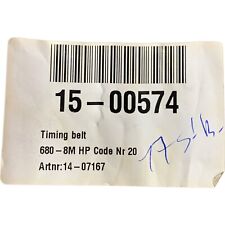 15-00574
Timing belt
680-8M HP Code Nr 20
Artnr:14-07167